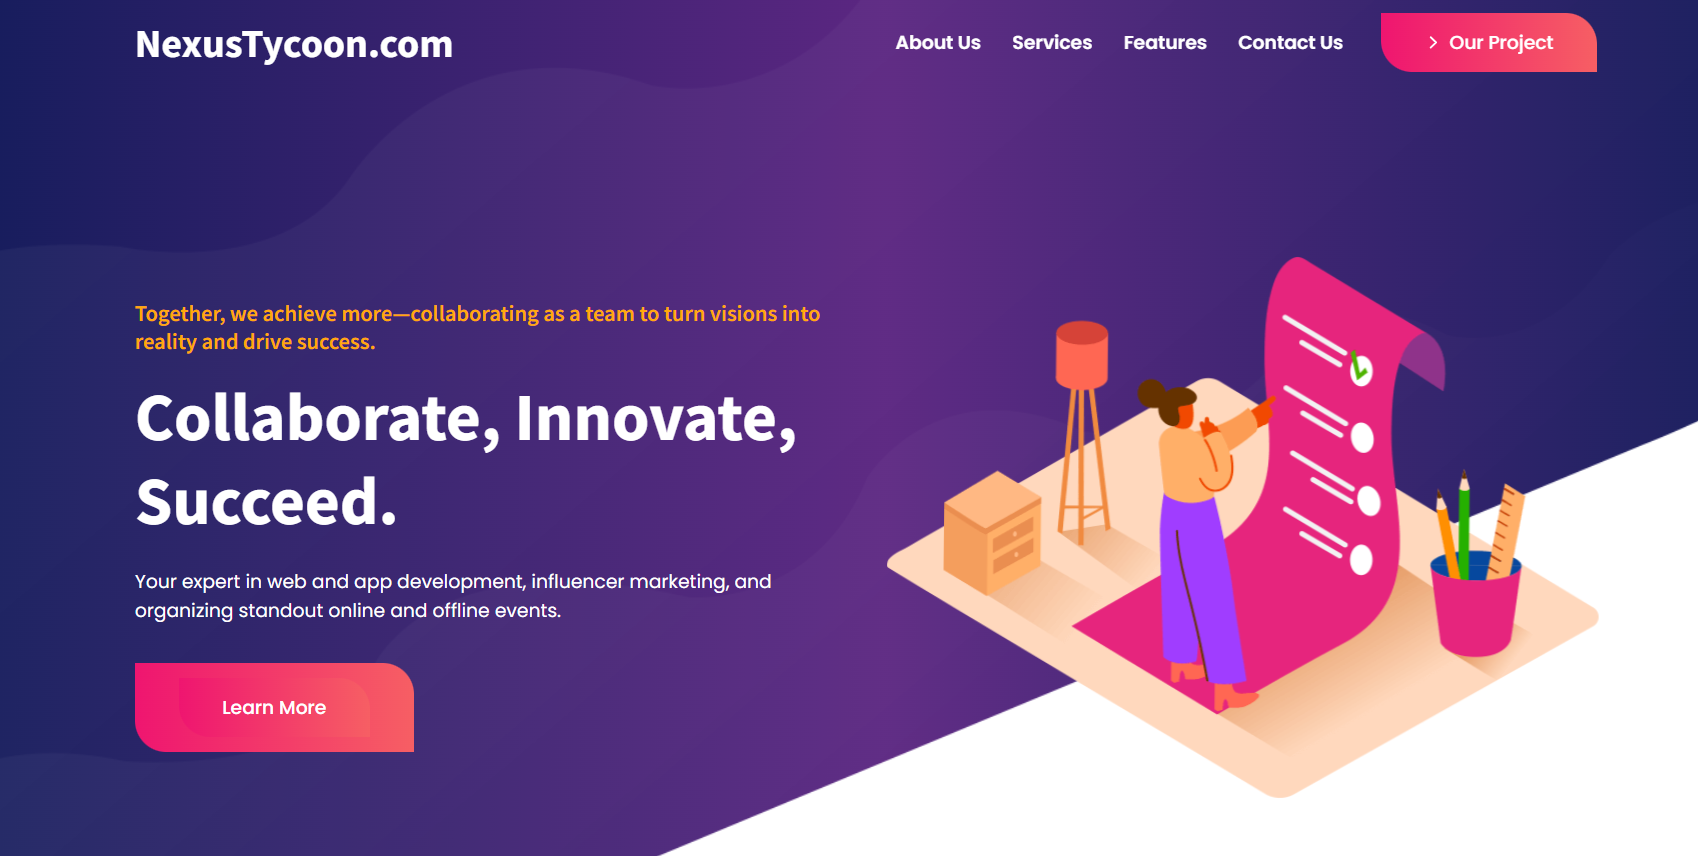 NexusTycoon.com
About Us
Services
Features
Contact Us
Our Project
Together, we achieve more—collaborating as a team to turn visions into
reality and drive success.
Collaborate, Innovate,
Succeed.
Your expert in web and app development, influencer marketing, and
organizing standout online and offline events.
Learn More